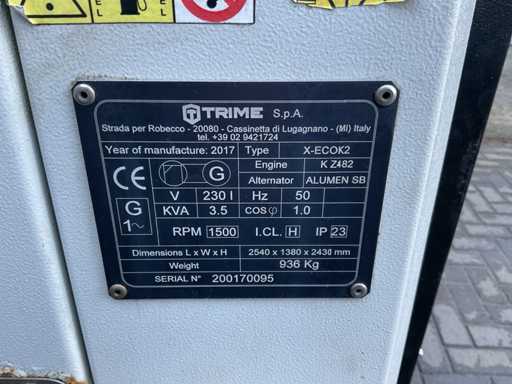 TRIME S.p.A.
Strada per Robecco - 20080 - Cassinetta di Lugagnano - (MI) Italy
tel. +39 02 9421724
Year of manufacture: 2017 Type X-ECOK2
Engine K Z482
CE G Alternator ALUMEN SB
V 230 I Hz 50
G 1~ KVA 3.5 cosφ 1.0
RPM 1500 I.CL. H IP 23
Dimensions L x W x H 2540 x 1380 x 2430 mm
Weight 936 Kg
SERIAL N° 200170095